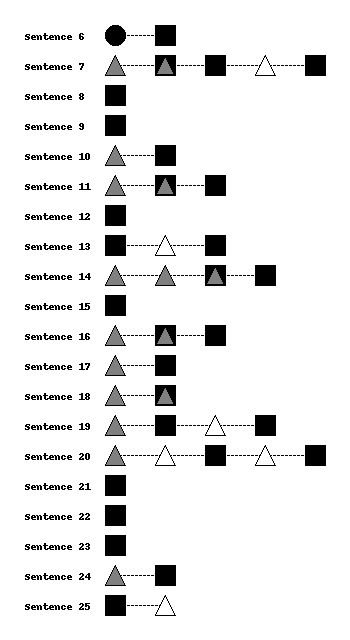 Sentence 6
Sentence 7
Sentence 8
Sentence 9
Sentence 10
Sentence 11
Sentence 12
Sentence 13
Sentence 14
Sentence 15
Sentence 16
Sentence 17
Sentence 18
Sentence 19
Sentence 20
Sentence 21
Sentence 22
Sentence 23
Sentence 24
Sentence 25